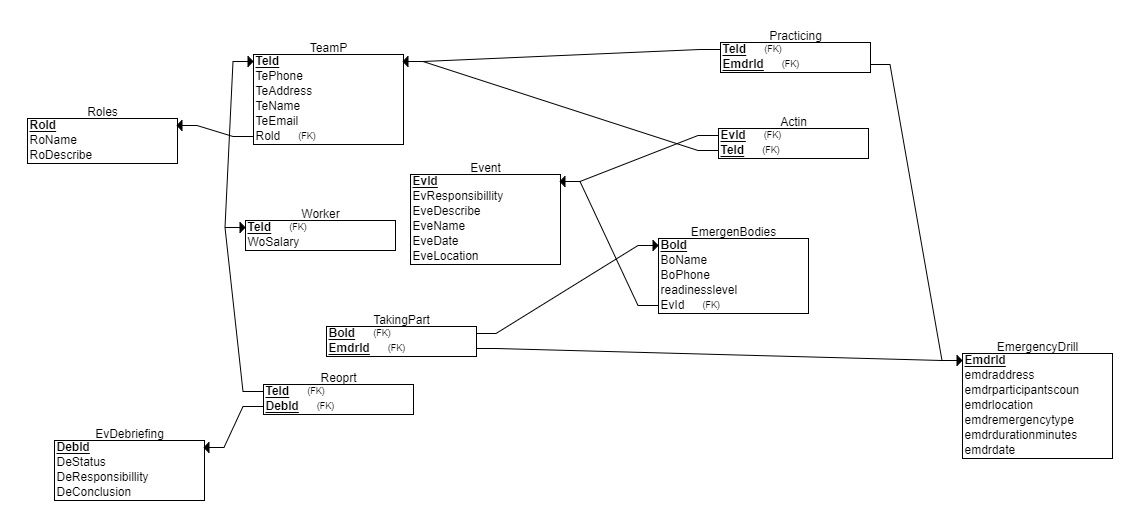 TeamP
TeId
TePhone
TeAddress
TeName
TeEmail
RoId (FK)
Practicing
TeId (FK)
EmdrId (FK)
Roles
RoId
RoName
RoDescribe
Actin
EvId (FK)
TeId (FK)
Event
EvId
EvResponsibillity
EveDescribe
EveName
EveDate
EveLocation
Worker
TeId (FK)
WoSalary
EmergenBodies
BoId
BoName
BoPhone
readinesslevel
EvId (FK)
TakingPart
BoId (FK)
EmdrId (FK)
EmergencyDrill
EmdrId
emdraddress
emdrparticipantscoun
emdrlocation
emdremergencytype
emdrdurationminutes
emdrdate
Reoprt
TeId (FK)
DebId (FK)
EvDebriefing
DebId
DeStatus
DeResponsibillity
DeConclusion